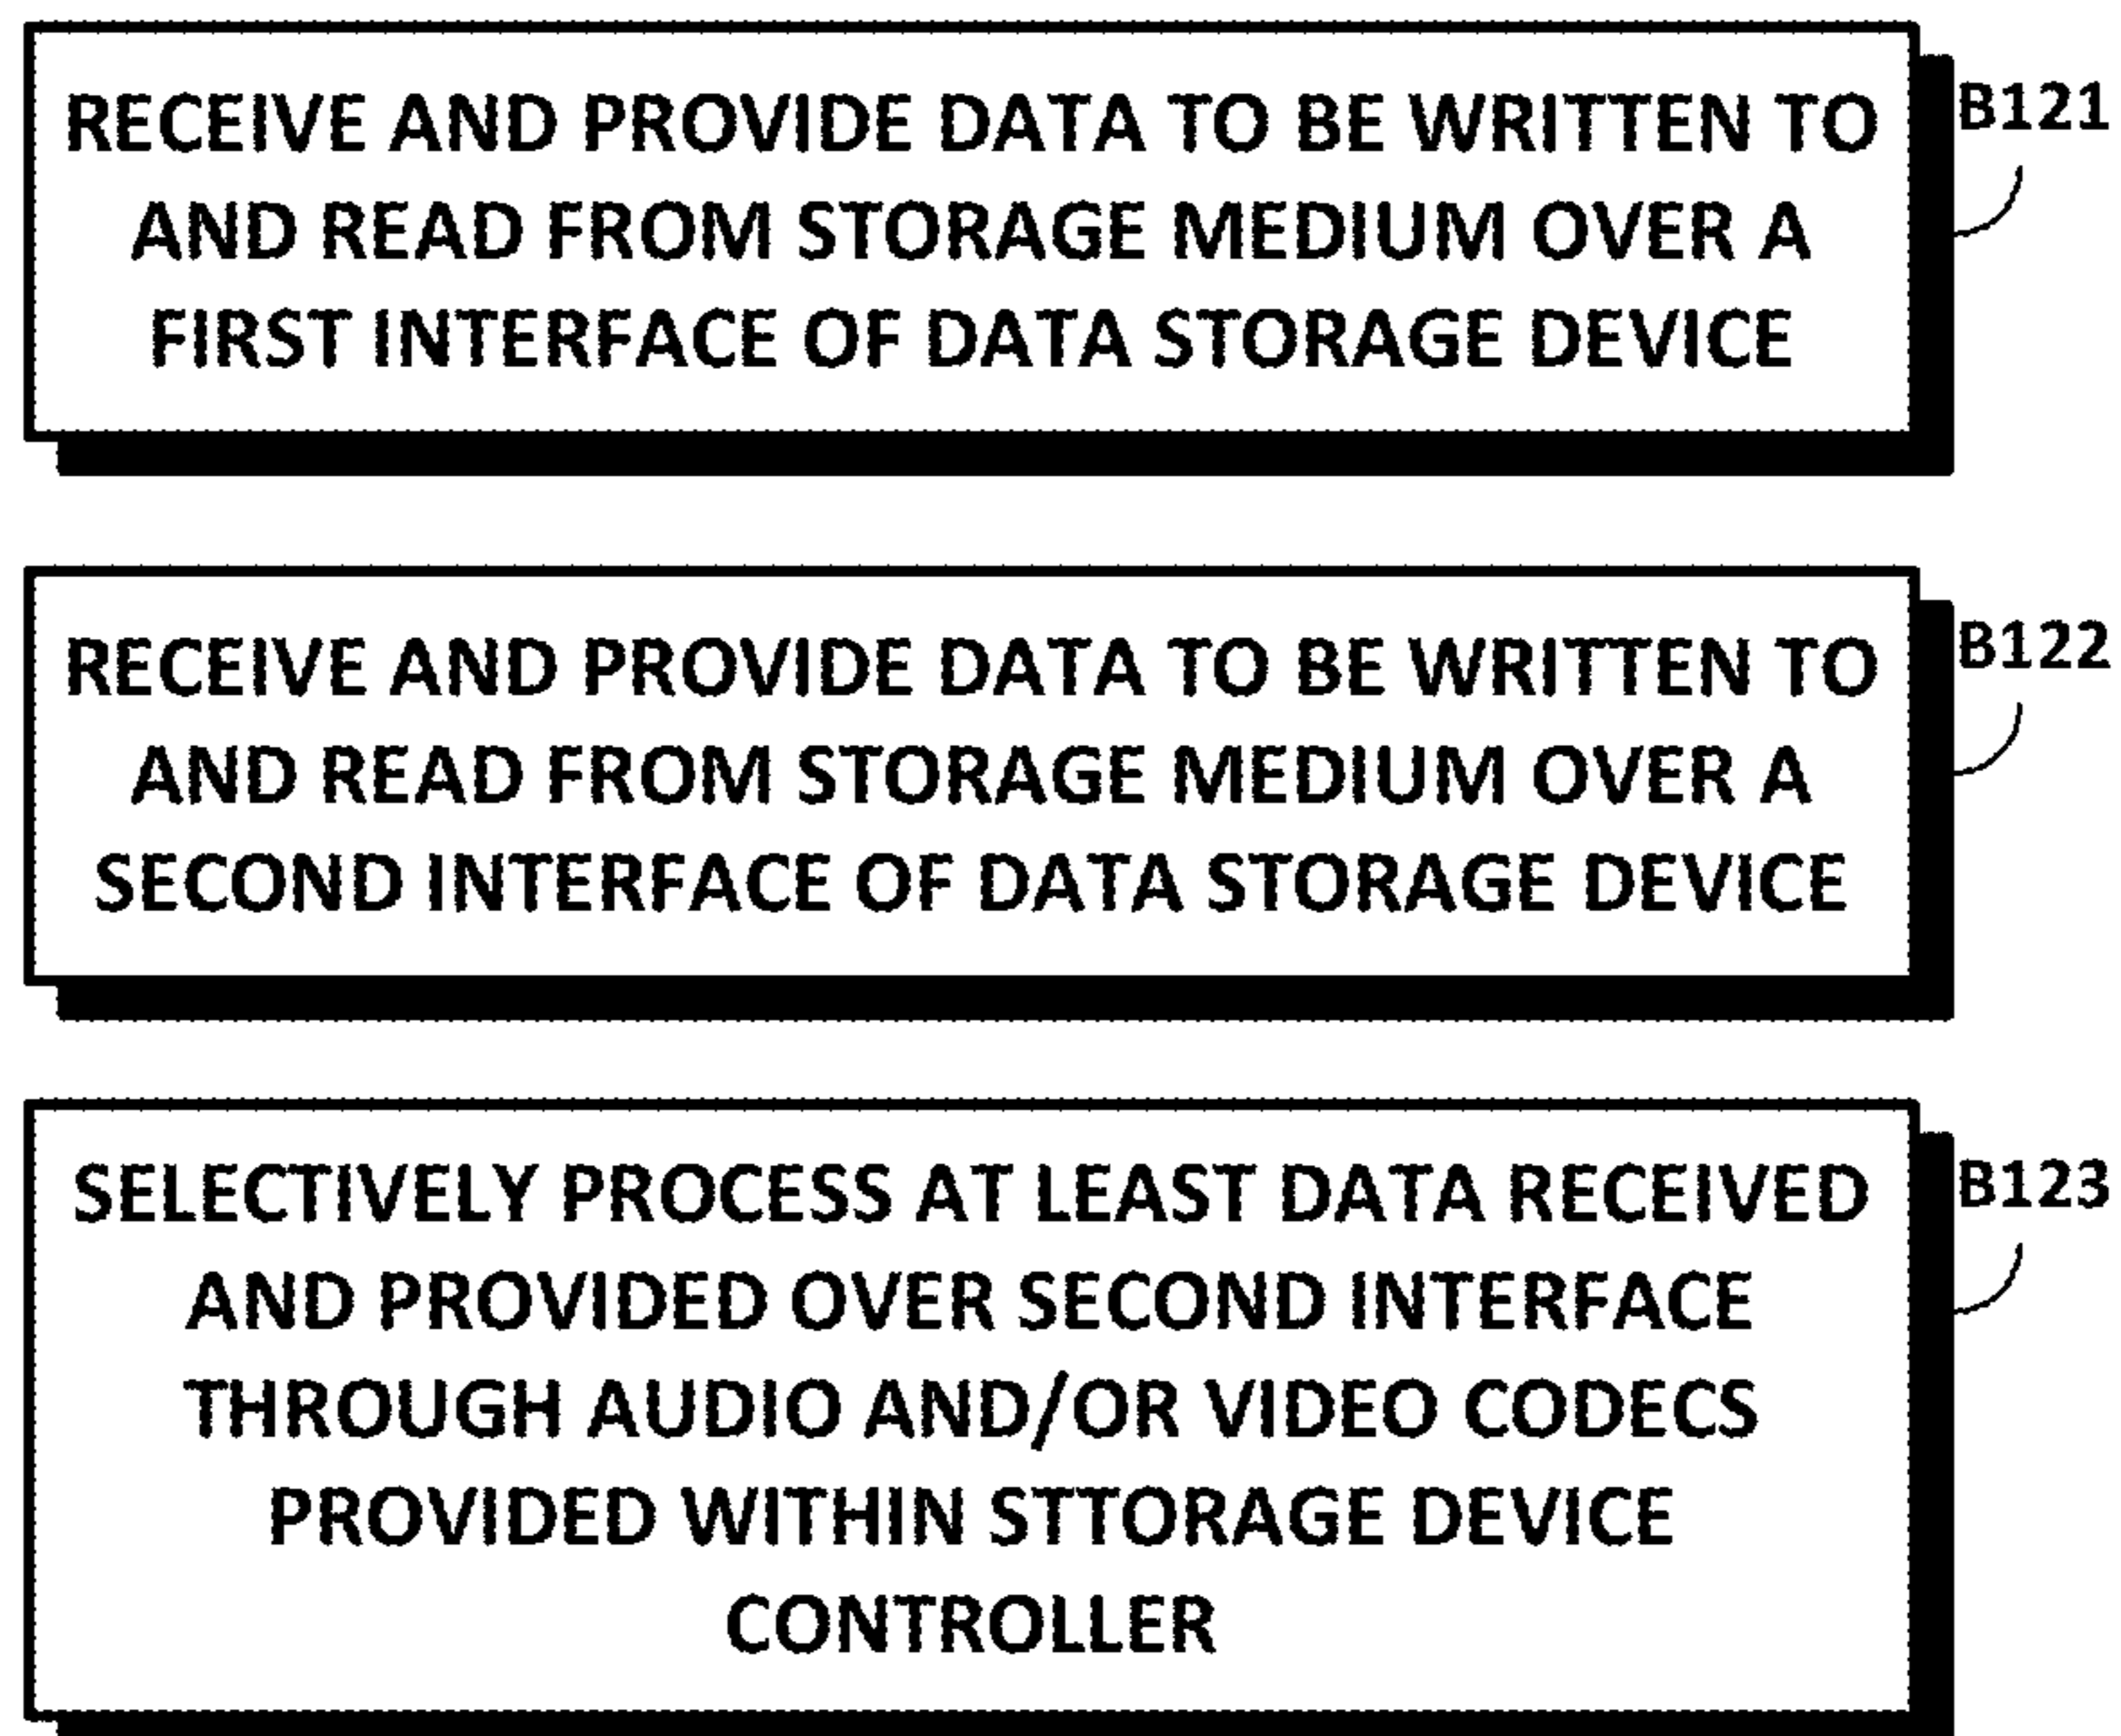 RECEIVE AND PROVIDE DATA TO BE WRITTEN TO
AND READ FROM STORAGE MEDIUM OVER A
FIRST INTERFACE OF DATA STORAGE DEVICE
B121
RECEIVE AND PROVIDE DATA TO BE WRITTEN TO
AND READ FROM STORAGE MEDIUM OVER A
SECOND INTERFACE OF DATA STORAGE DEVICE
B122
SELECTIVELY PROCESS AT LEAST DATA RECEIVED
AND PROVIDED OVER SECOND INTERFACE
THROUGH AUDIO AND/OR VIDEO CODECS
PROVIDED WITHIN STTORAGE DEVICE
CONTROLLER
B123